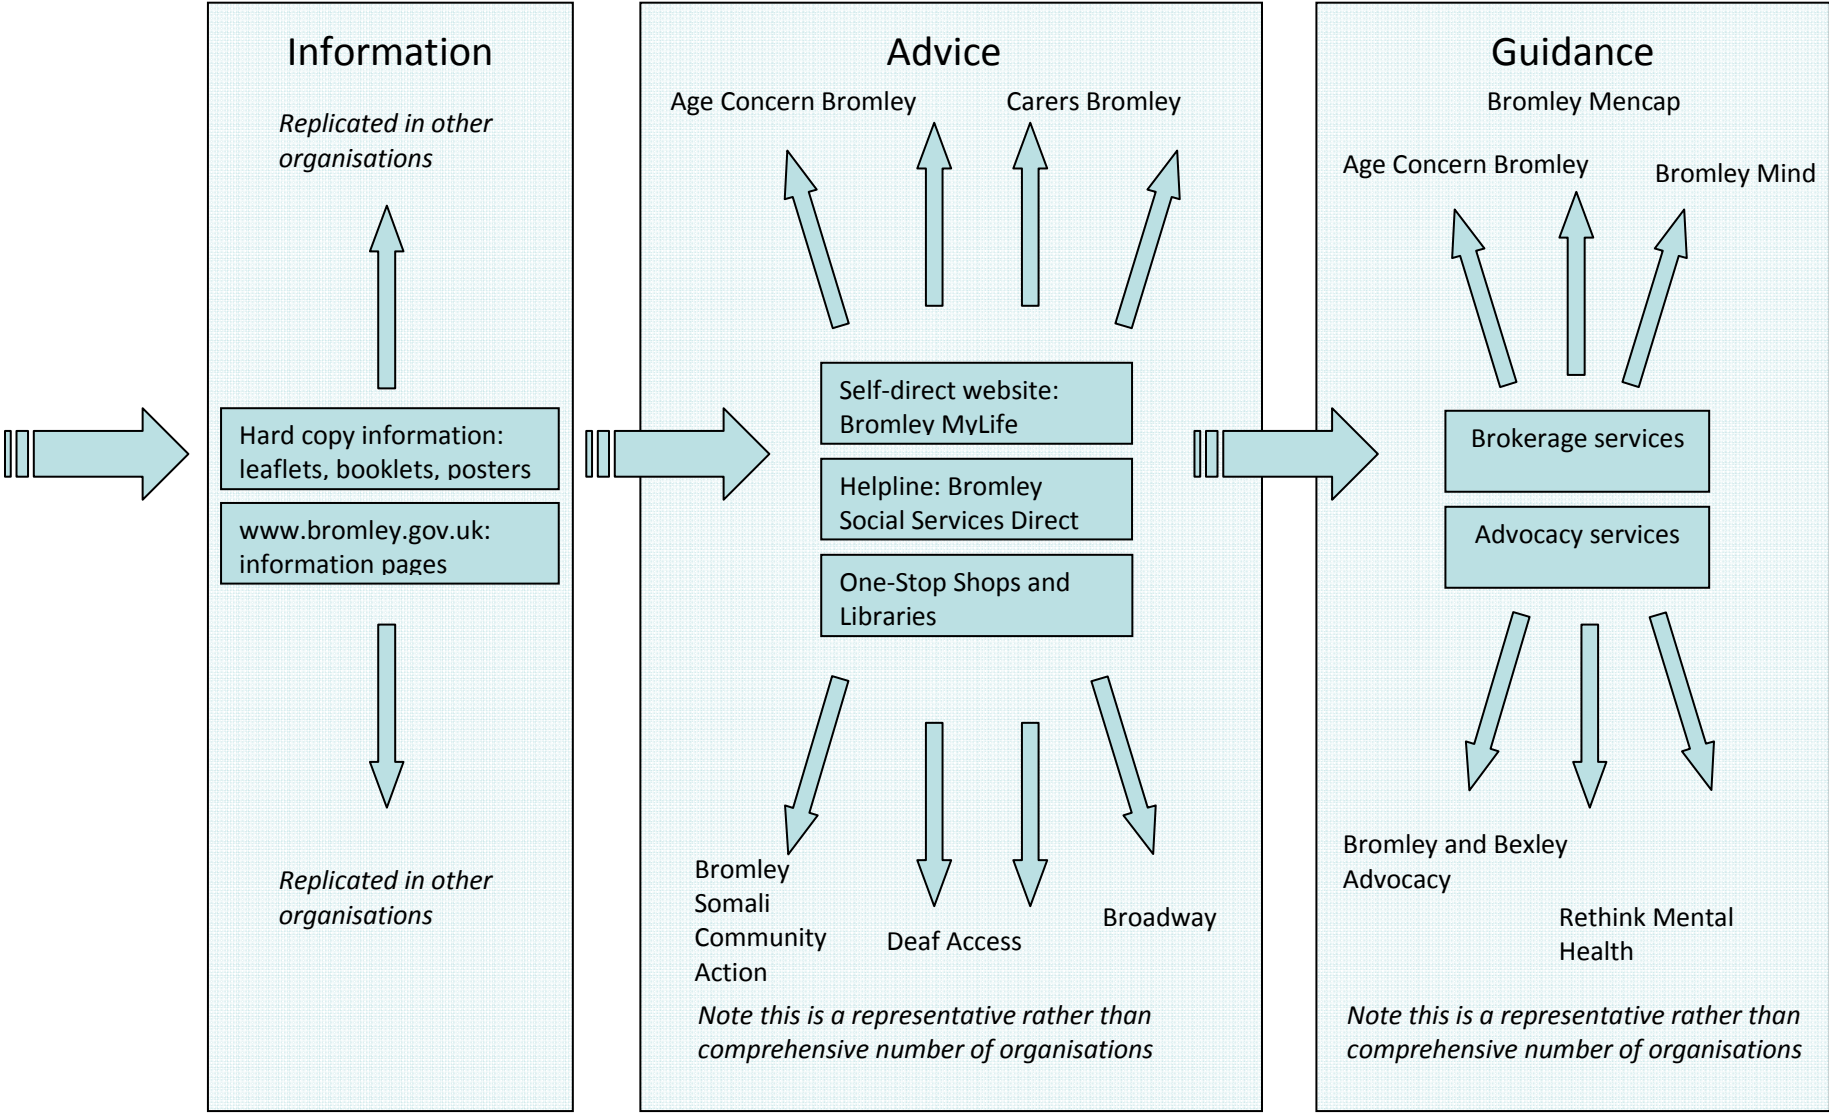 Information
Replicated in other
organisations
Hard copy information:
leaflets, booklets, posters
www.bromley.gov.uk:
information pages
Replicated in other
organisations
Advice
Age Concern Bromley
Carers Bromley
Self-direct website:
Bromley MyLife
Helpline: Bromley
Social Services Direct
One-Stop Shops and
Libraries
Bromley
Somali
Community
Action
Deaf Access
Broadway
Note this is a representative rather than
comprehensive number of organisations
Guidance
Bromley Mencap
Age Concern Bromley
Bromley Mind
Brokerage services
Advocacy services
Bromley and Bexley
Advocacy
Rethink Mental
Health
Note this is a representative rather than
comprehensive number of organisations